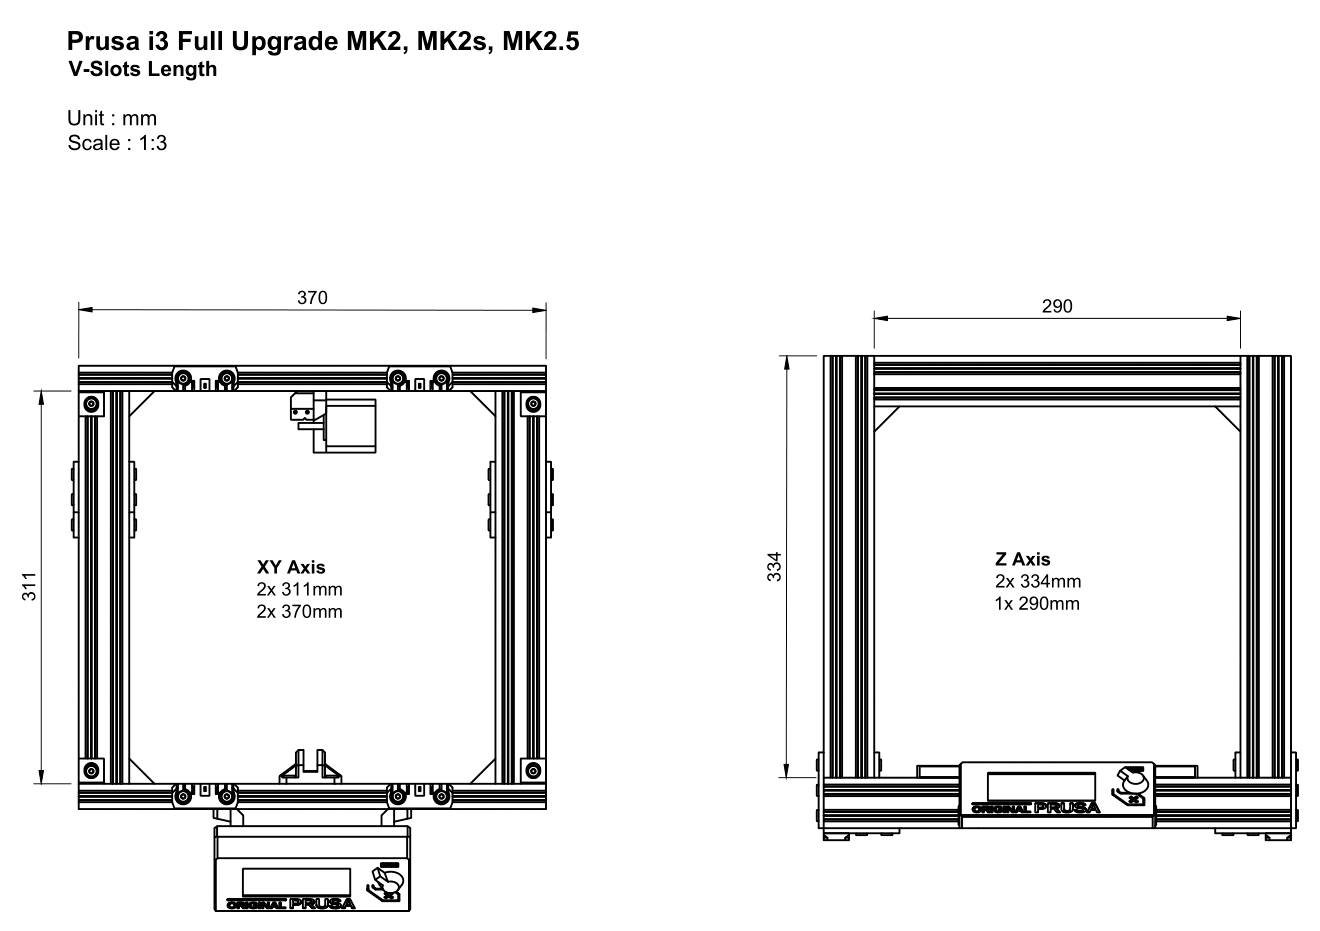 Prusa i3 Full Upgrade MK2, MK2s, MK2.5
V-Slots Length
Unit : mm
Scale : 1:3
370
311
XY Axis
2x 311mm
2x 370mm
ORIGINAL PRUSA
290
334
Z Axis
2x 334mm
1x 290mm
ORIGINAL PRUSA